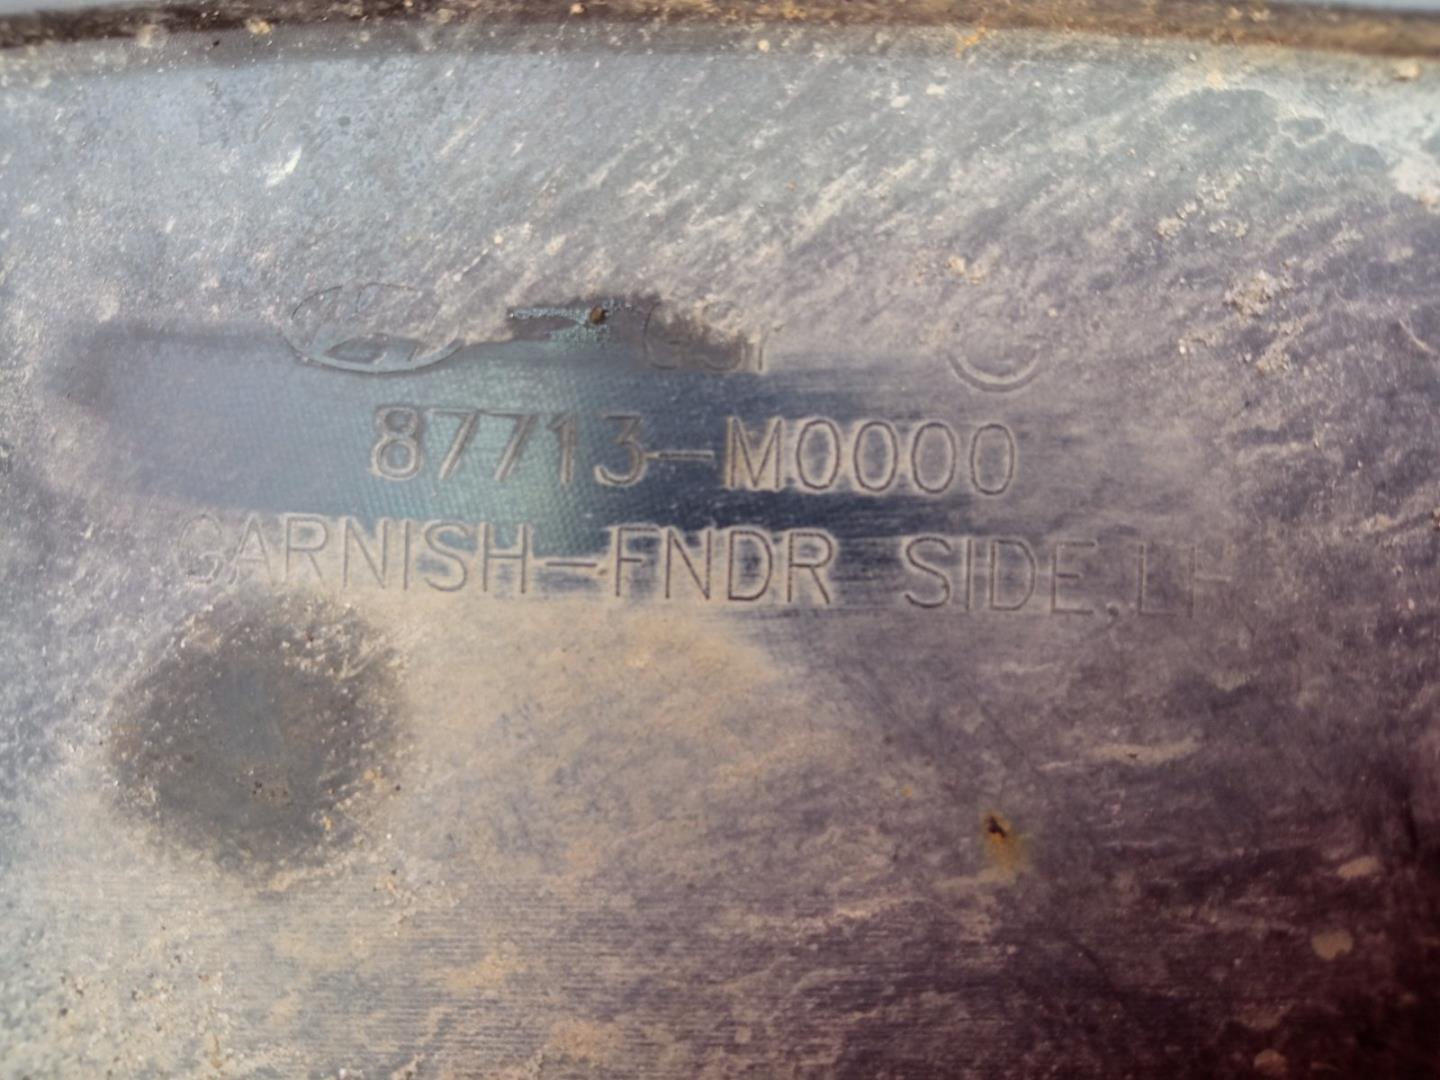 87713-M0000
GARNISH-FNDR SIDE,LH